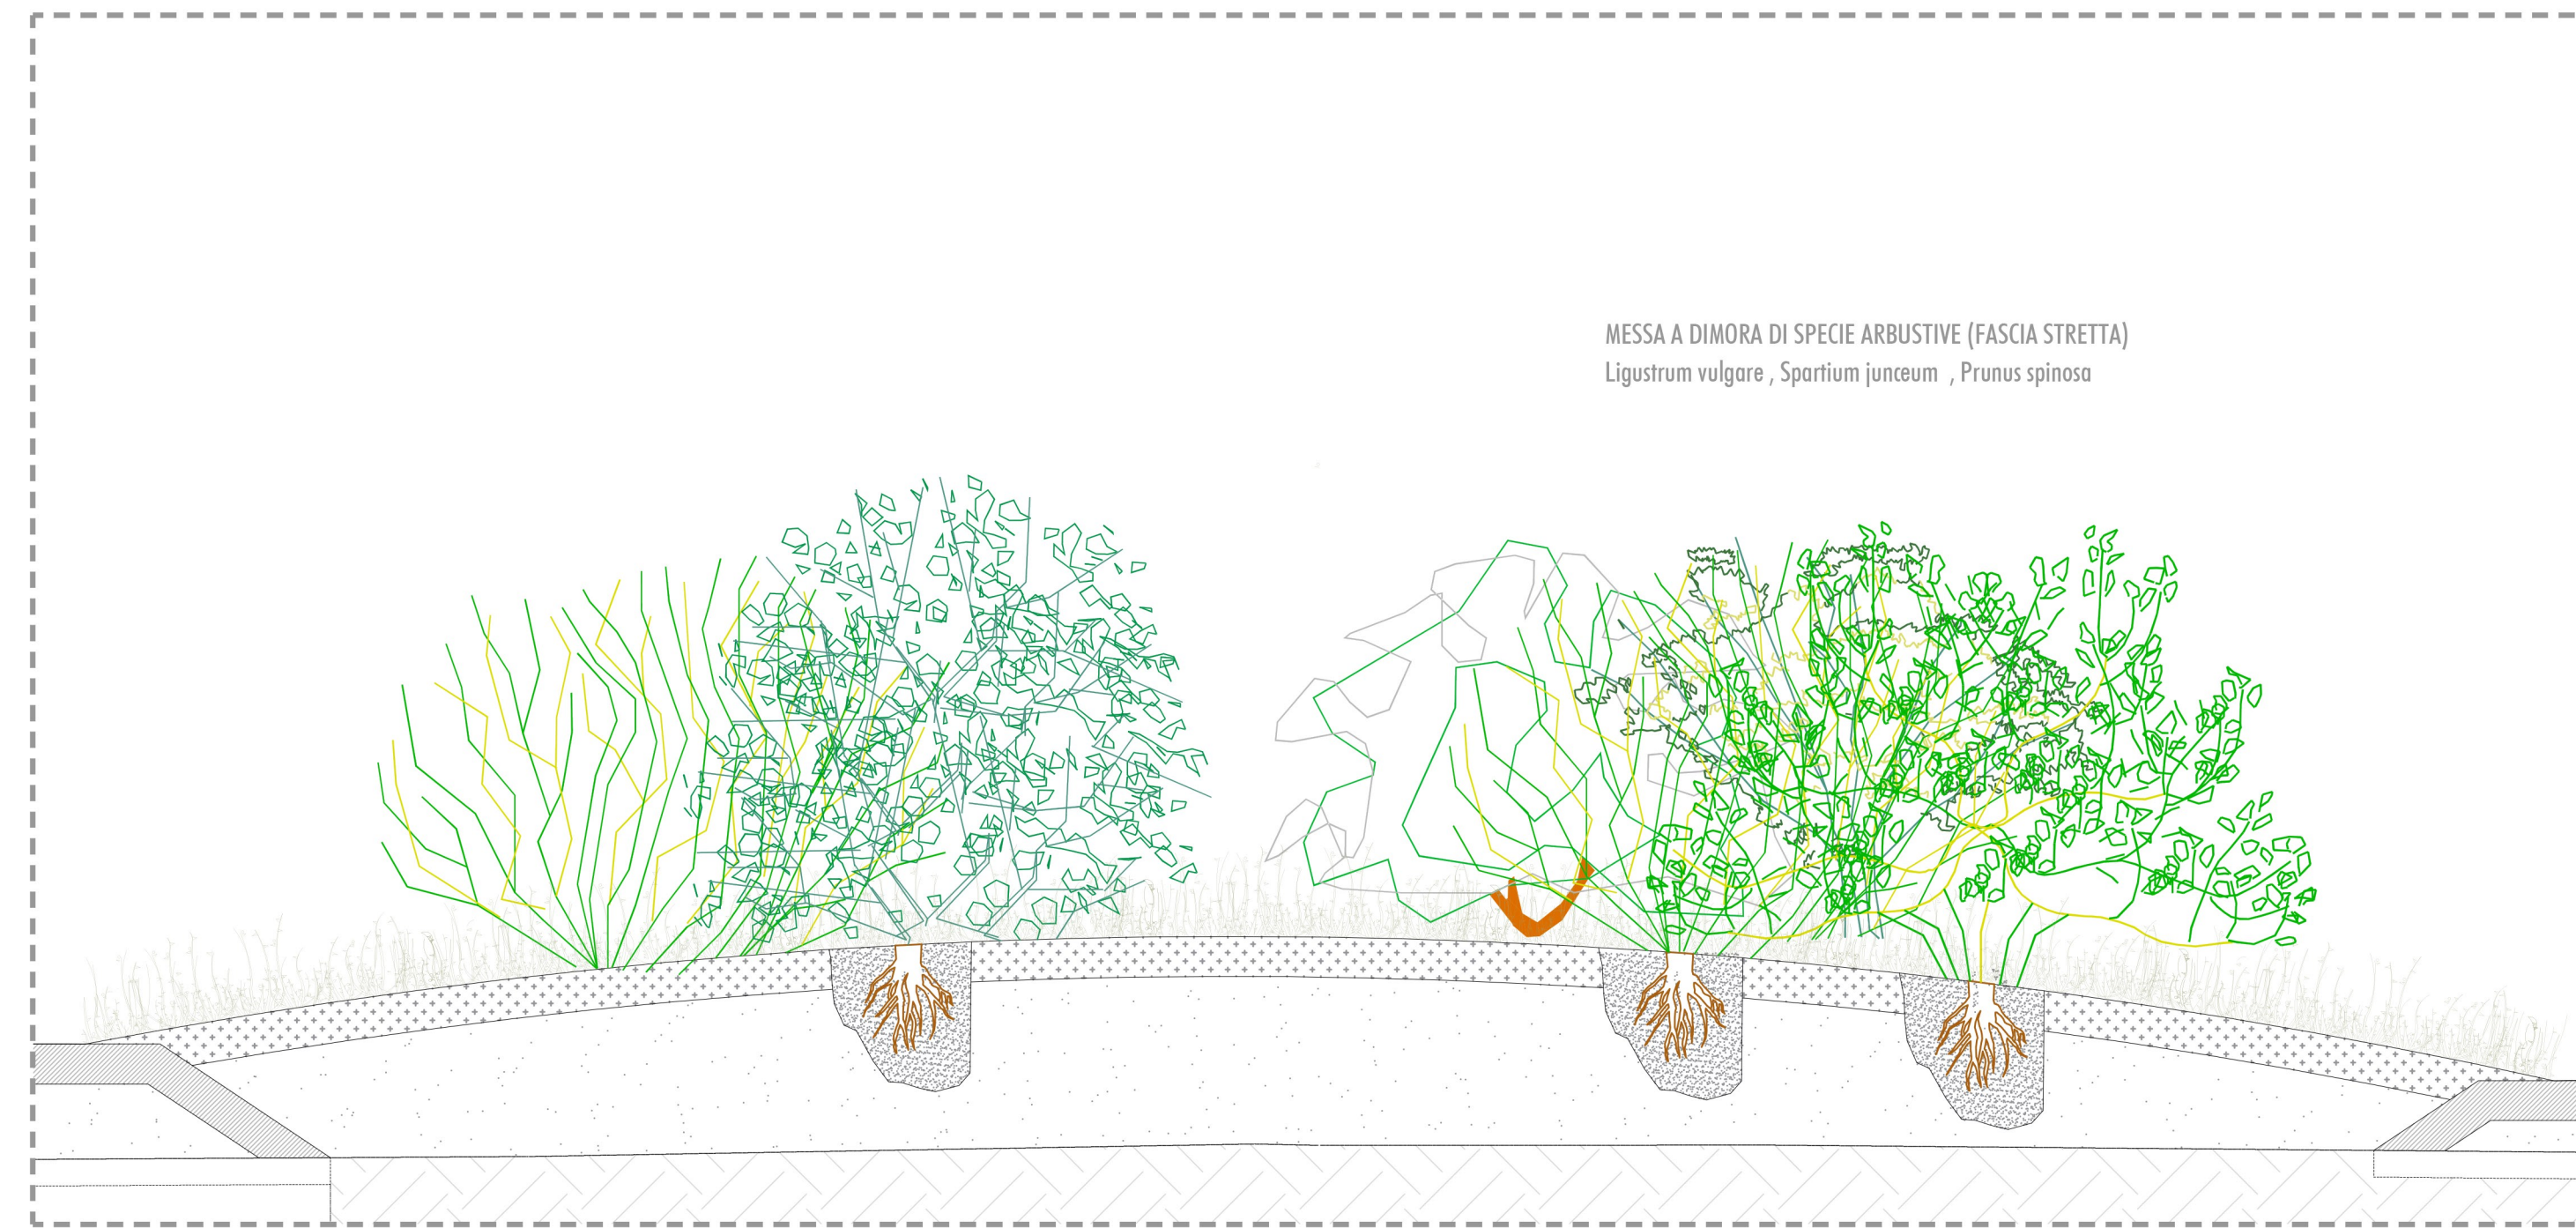 MESSA A DIMORA DI SPECIE ARBUSTIVE (FASCIA STRETTA)
Ligustrum vulgare , Spartium junceum , Prunus spinosa